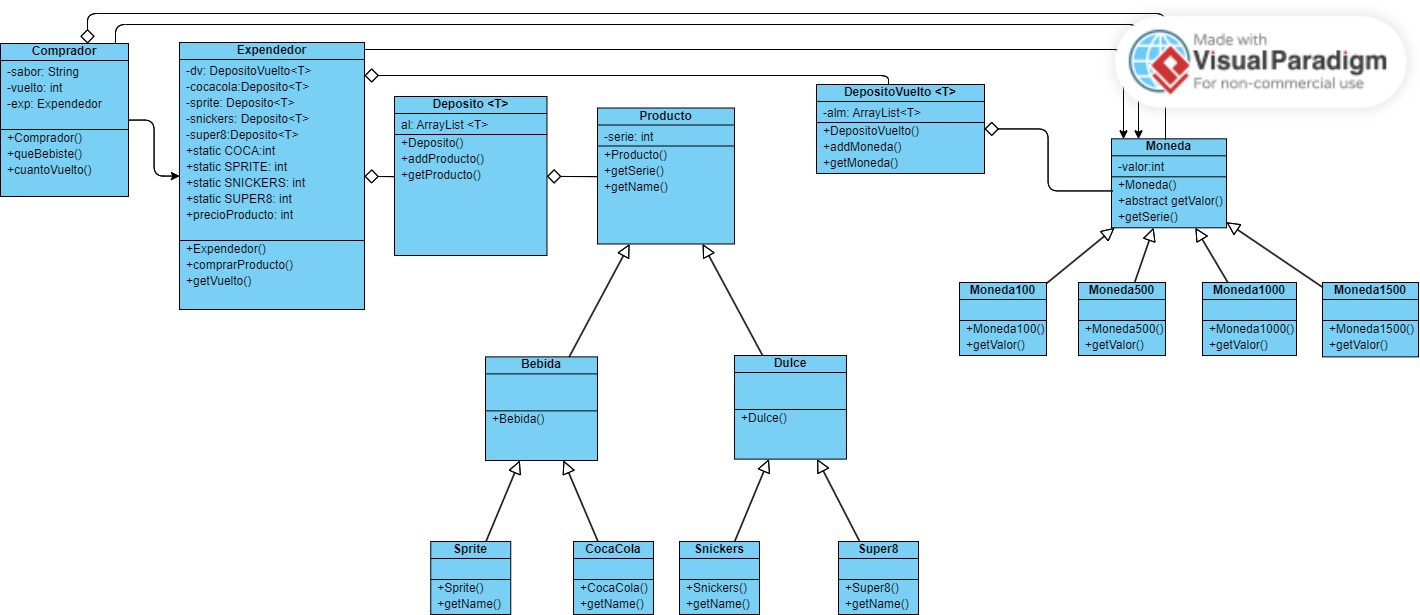 Made with
Visual Paradigm
For non-commercial use
Comprador
-sabor: String
-vuelto: int
-exp: Expendedor
+Comprador()
+queBebiste()
+cuantoVuelto()
Expendedor
-dv: DepositoVuelto<T>
-cocacola:Deposito<T>
-sprite: Deposito<T>
-snickers: Deposito<T>
-super8:Deposito<T>
+static COCA:int
+static SPRITE: int
+static SNICKERS: int
+static SUPER8: int
+precioProducto: int
+Expendedor()
+comprarProducto()
+getVuelto()
Deposito <T>
al: ArrayList <T>
+Deposito()
+addProducto()
+getProducto()
Producto
-serie: int
+Producto()
+getSerie()
+getName()
DepositoVuelto <T>
-alm: ArrayList<T>
+DepositoVuelto()
+addMoneda()
+getMoneda()
Moneda
-valor:int
+Moneda()
+abstract getValor()
+getSerie()
Moneda100
+Moneda100()
+getValor()
Moneda500
+Moneda500()
+getValor()
Moneda1000
+Moneda1000()
+getValor()
Moneda1500
+Moneda1500()
+getValor()
Bebida
+Bebida()
Dulce
+Dulce()
Sprite
+Sprite()
+getName()
CocaCola
+CocaCola()
+getName()
Snickers
+Snickers()
+getName()
Super8
+Super8()
+getName()